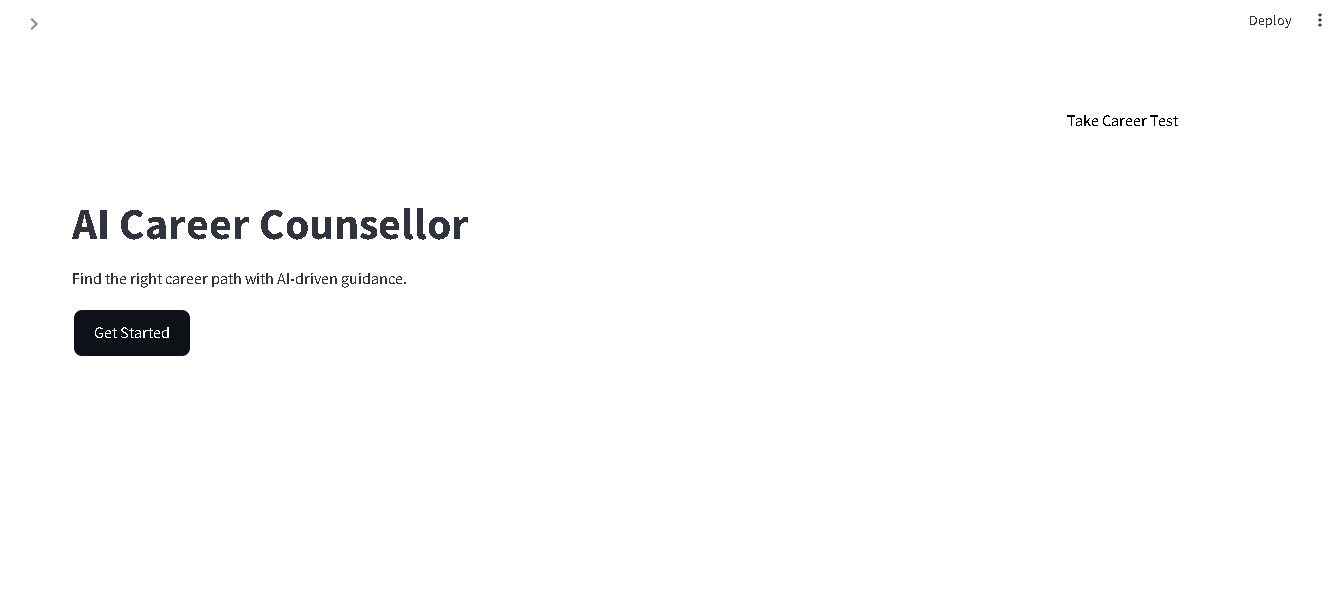 Deploy
Take Career Test
AI Career Counsellor
Find the right career path with AI-driven guidance.
Get Started